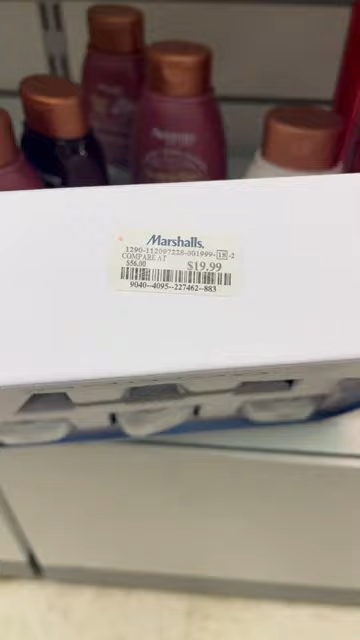 Marshalls.
1290-112097228-001999-18-2
COMPARE AT
$56.00
$19.99
9040--4095--227462--883